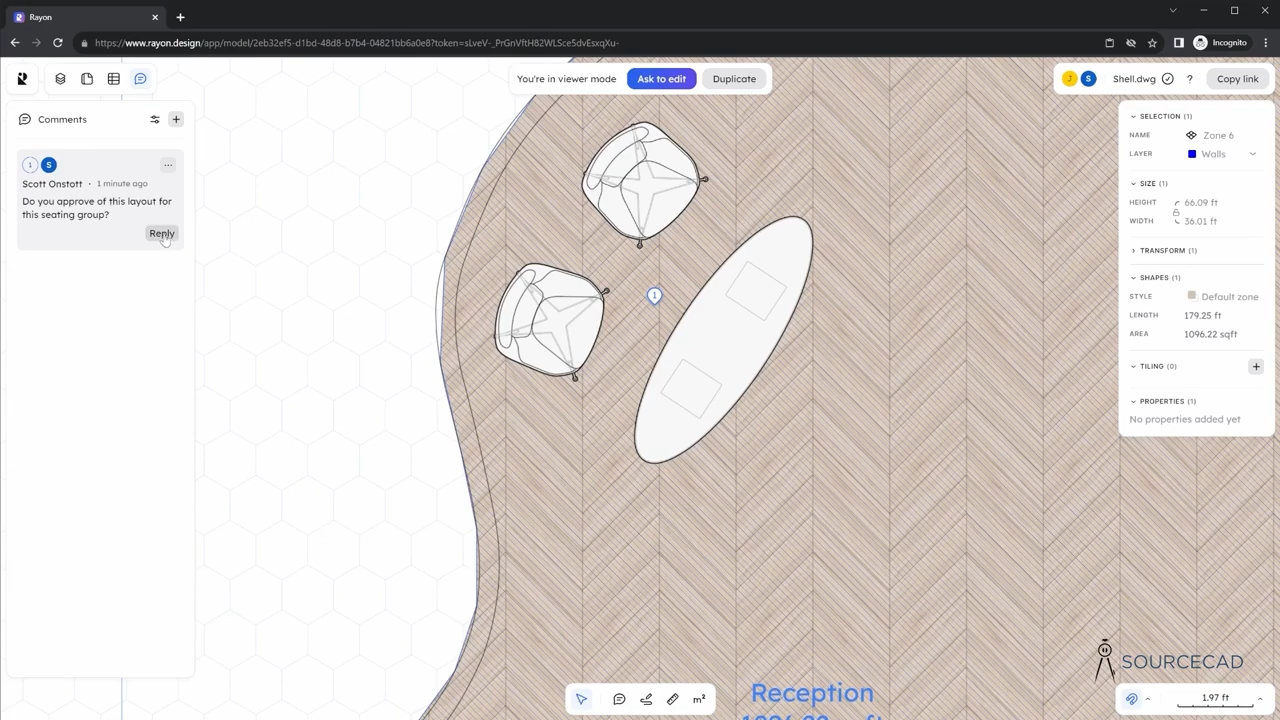 Rayon
https://www.rayon.design/app/model/2eb32ef5-d1bd-48d8-b7b4-04821bb6a0e8?token=sLveV-_PrGnVftH82WLSce5dvEsxqXu-
Incognito
You're in viewer mode
Ask to edit
Duplicate
J
S
Shell.dwg
?
Copy link
Comments
1
S
Scott Onstott • 1 minute ago
Do you approve of this layout for
this seating group?
Reply
1
SELECTION (1)
NAME
Zone 6
LAYER
Walls
SIZE (1)
HEIGHT
66.09 ft
WIDTH
36.01 ft
TRANSFORM (1)
SHAPES (1)
STYLE
Default zone
LENGTH
179.25 ft
AREA
1096.22 sqft
TILING (0)
PROPERTIES (1)
No properties added yet
SOURCECAD
Reception
m²
1.97 ft